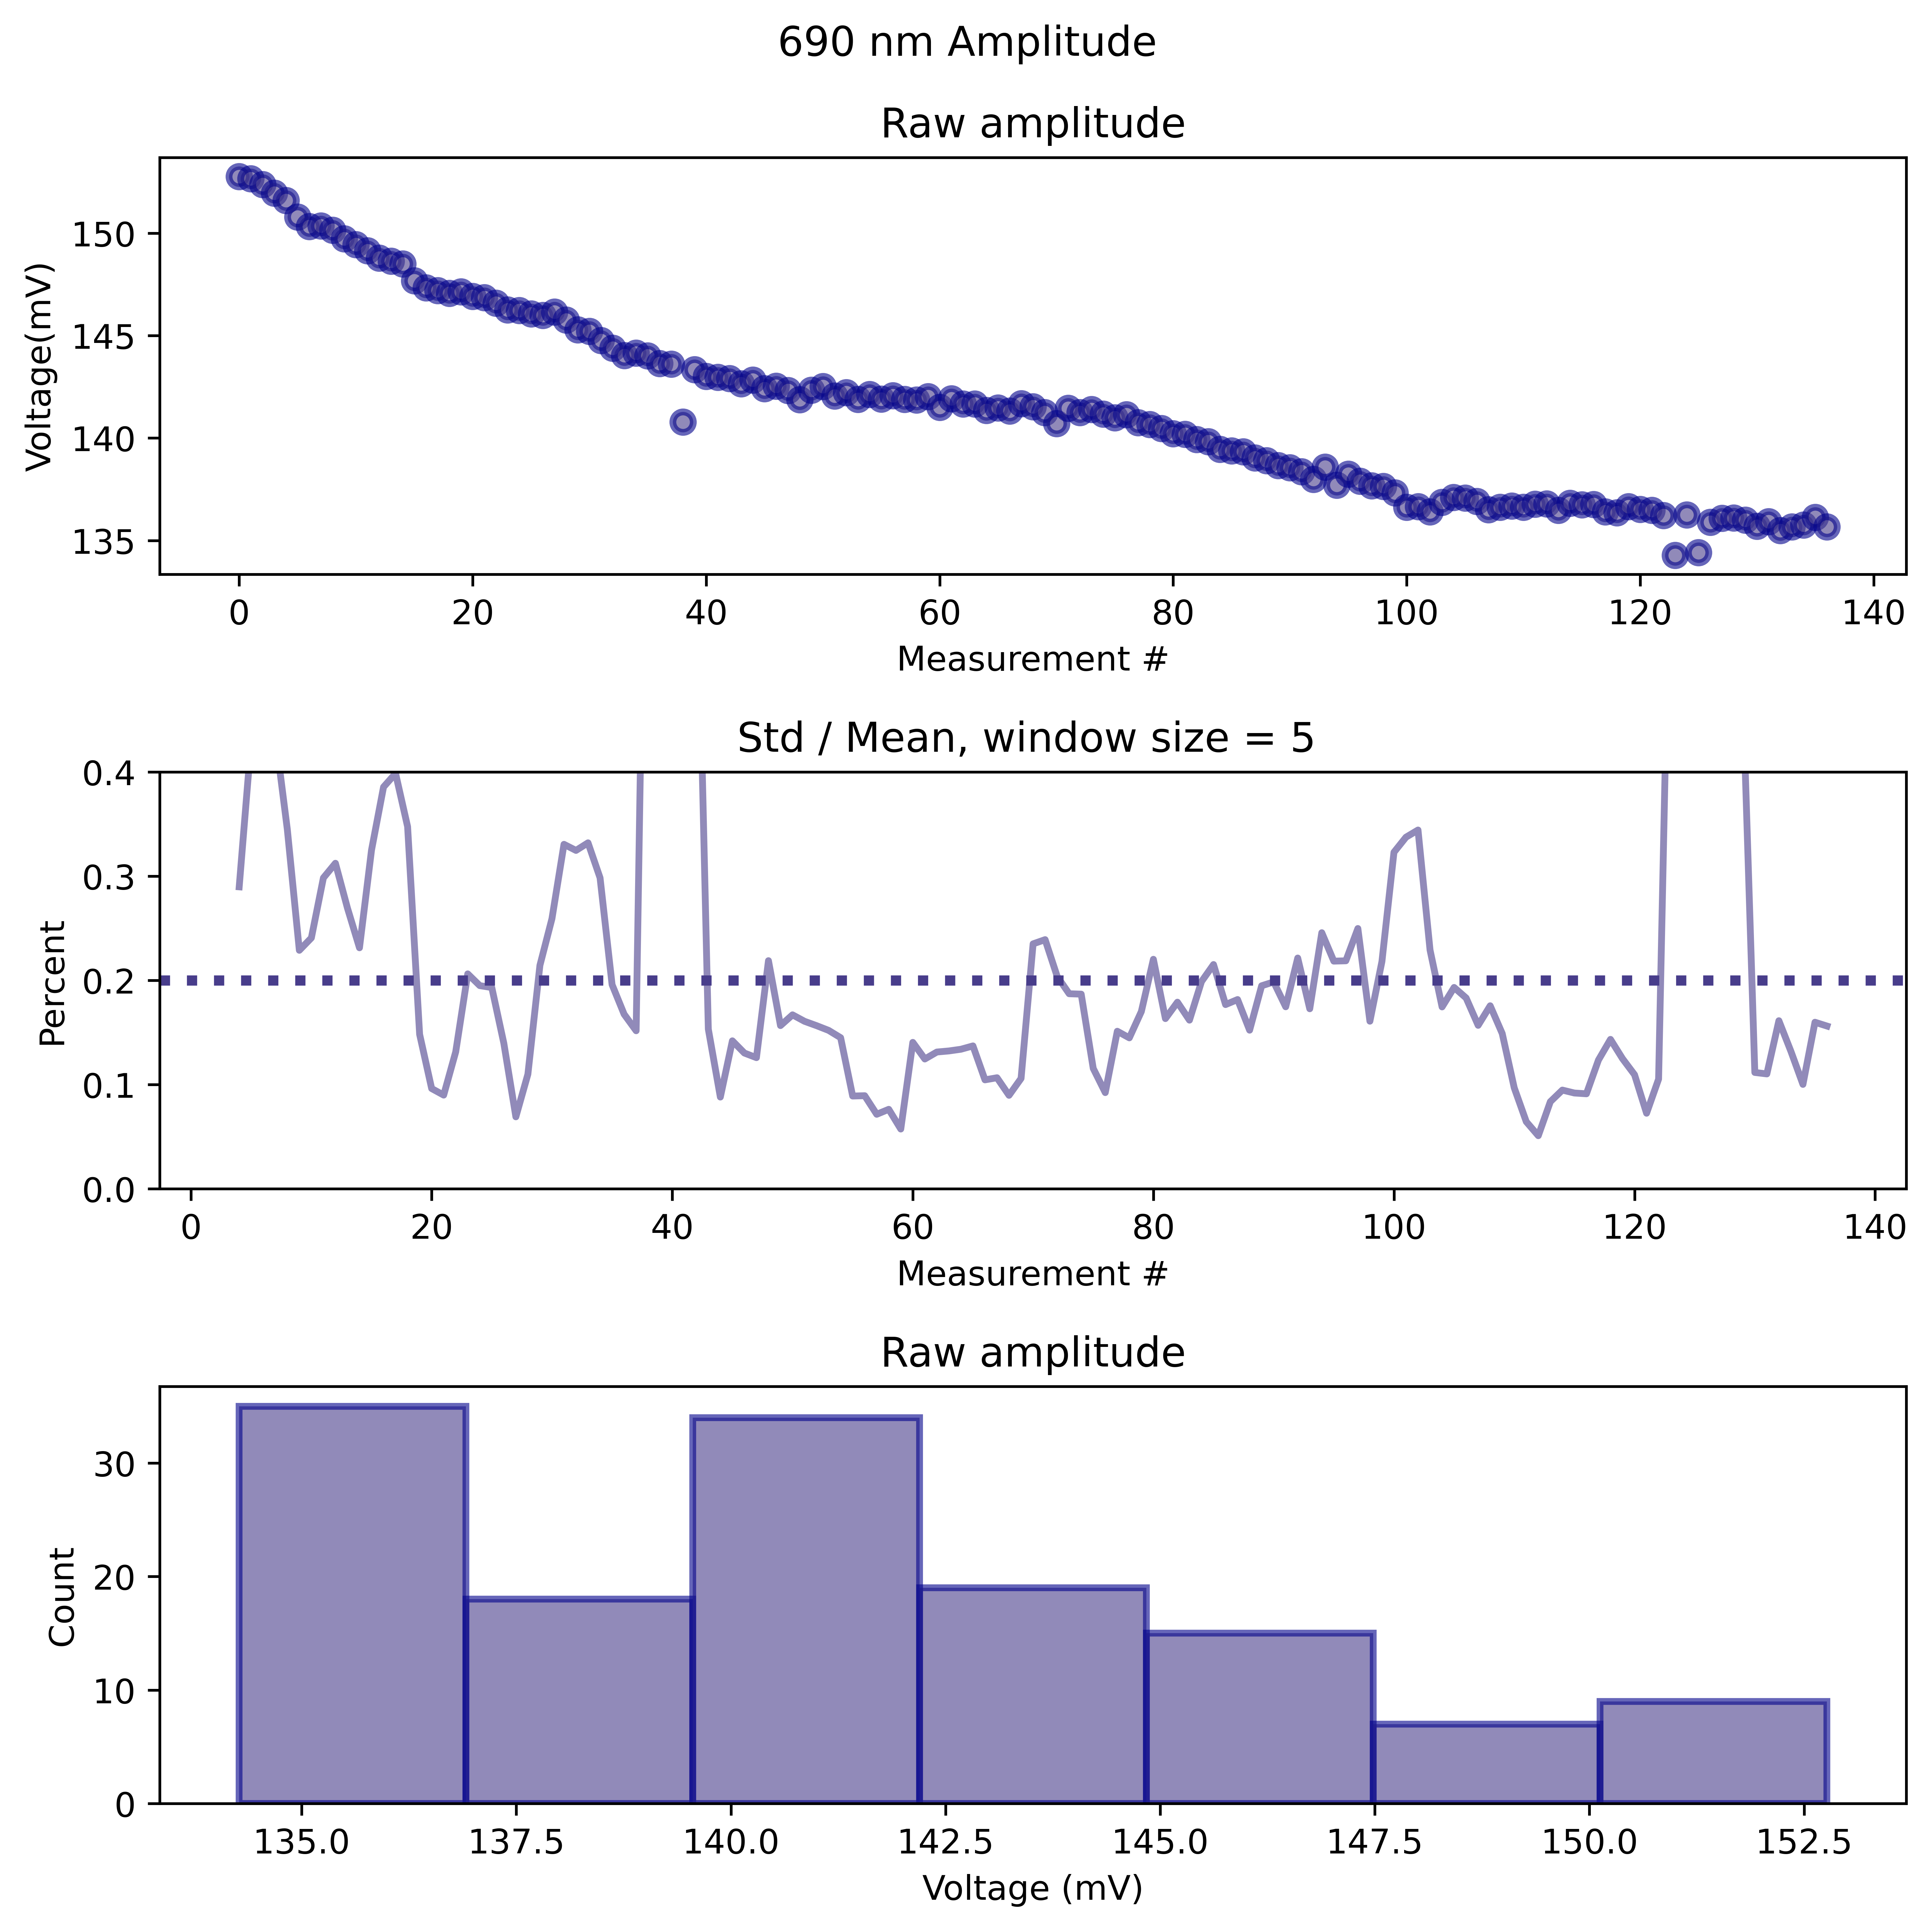 690 nm Amplitude
Raw amplitude
Voltage(mV)
150
145
140
135
0 20 40 60 80 100 120 140
Measurement #
Std / Mean, window size = 5
Percent
0.4
0.3
0.2
0.1
0.0
0 20 40 60 80 100 120 140
Measurement #
Raw amplitude
Count
30
20
10
0
135.0 137.5 140.0 142.5 145.0 147.5 150.0 152.5
Voltage (mV)